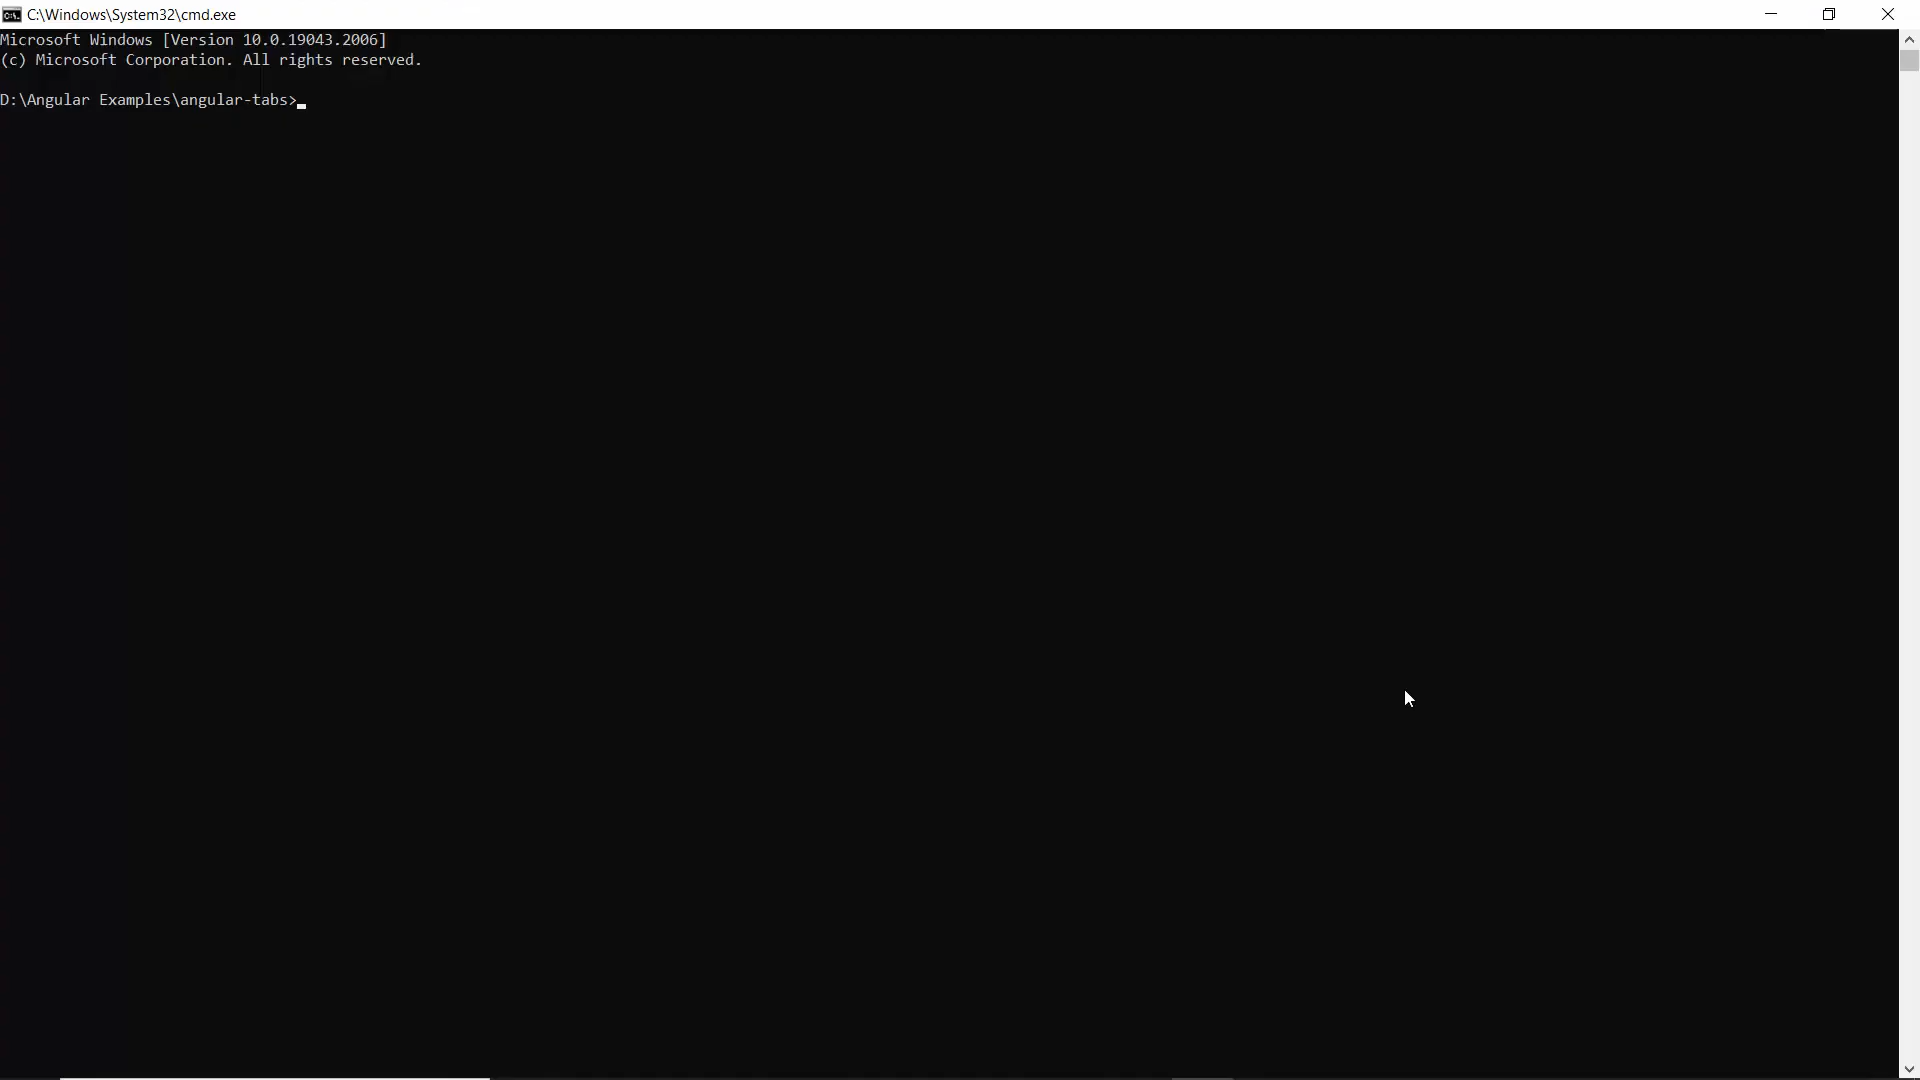 C:\Windows\System32\cmd.exe
Microsoft Windows [Version 10.0.19043.2006]
(c) Microsoft Corporation. All rights reserved.
D:\Angular Examples\angular-tabs>